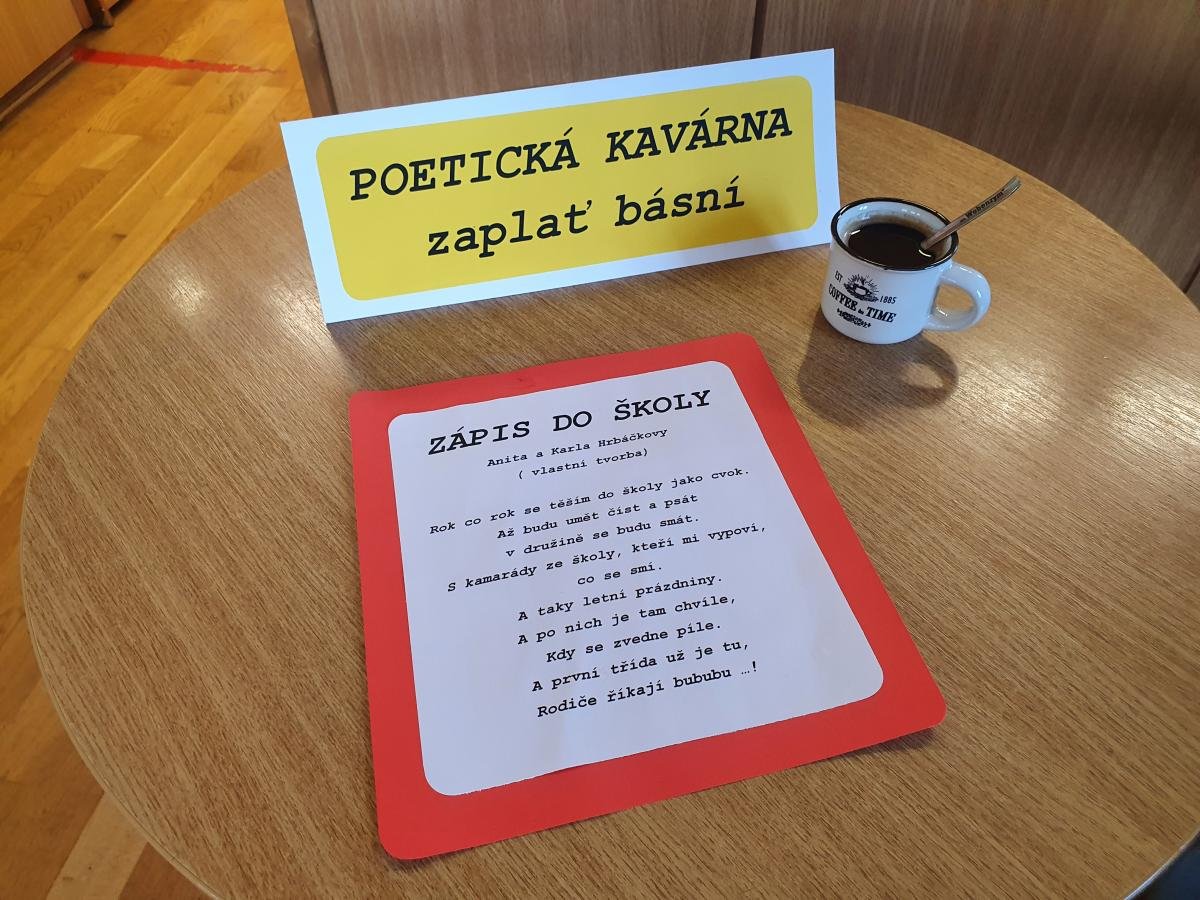 POETICKÁ KAVÁRNA
zaplať básní
EST 1885
COFFEE TIME
Wobenzym
ZÁPIS DO ŠKOLY
Anita a Karla Hrbáčkovy
( vlastní tvorba)
Rok co rok se těším do školy jako cvok.
Až budu umět číst a psát
v družině se budu smát.
S kamarády ze školy, kteří mi vypoví,
co se smí.
A taky letní prázdniny.
A po nich je tam chvíle,
Kdy se zvedne píle.
A první třída už je tu,
Rodiče říkají bububu …!